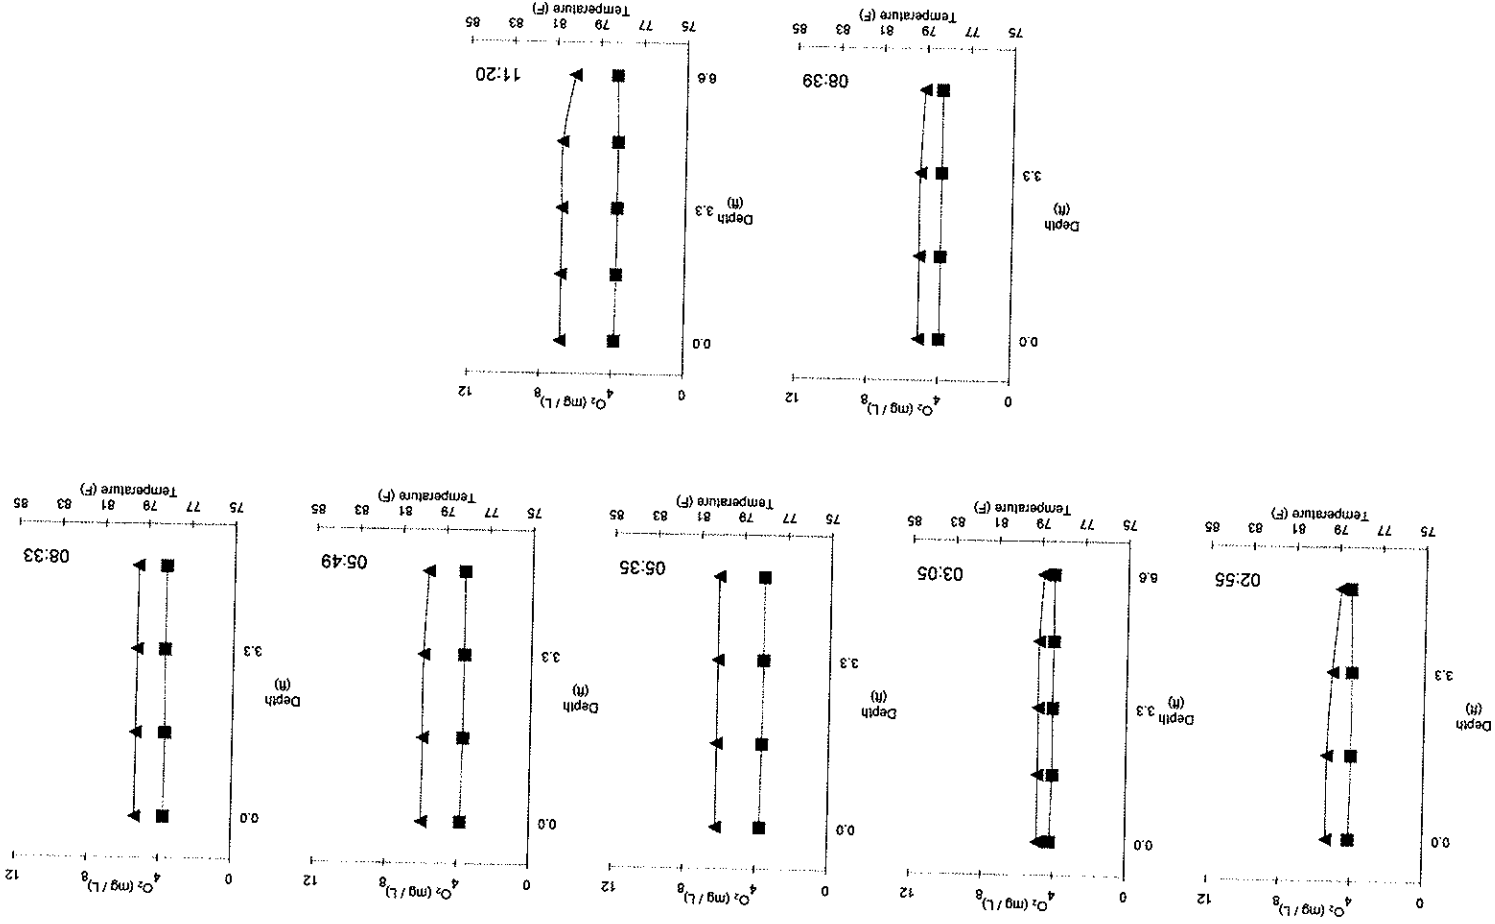 O₂ (mg / L)
0 4 8 12
0.0
Depth
(ft)
3.3
02:55
75 77 79 81 83 85
Temperature (F)
O₂ (mg / L)
0 4 8 12
0.0
Depth
(ft)
3.3
6.6
03:05
75 77 79 81 83 85
Temperature (F)
O₂ (mg / L)
0 4 8 12
0.0
Depth
(ft)
3.3
05:35
75 77 79 81 83 85
Temperature (F)
O₂ (mg / L)
0 4 8 12
0.0
Depth
(ft)
3.3
05:49
75 77 79 81 83 85
Temperature (F)
O₂ (mg / L)
0 4 8 12
0.0
Depth
(ft)
3.3
08:33
75 77 79 81 83 85
Temperature (F)
O₂ (mg / L)
0 4 8 12
0.0
Depth
(ft)
3.3
08:39
75 77 79 81 83 85
Temperature (F)
O₂ (mg / L)
0 4 8 12
0.0
Depth
(ft)
3.3
6.6
11:20
75 77 79 81 83 85
Temperature (F)